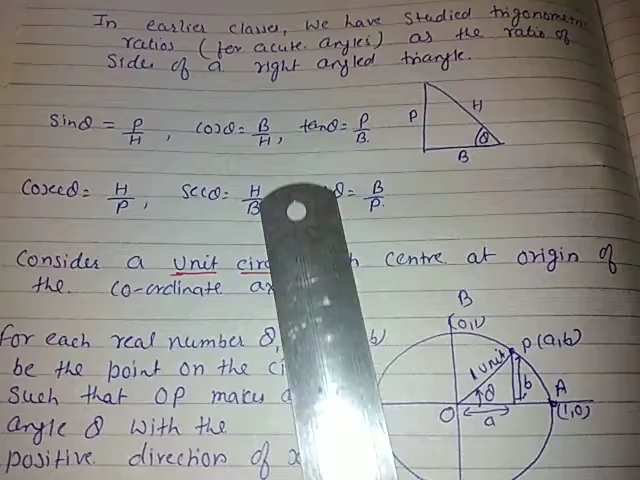 In earlier classes, we have studied trigonometric
ratios (for acute angles) as the ratio of
sides of a right angled triangle.
sinθ = P/H, cosθ = B/H, tanθ = P/B.
P
H
θ
B
cosecθ = H/P, secθ = H/B θ = B/P.
Consider a unit centre at origin of
the co-ordinate
B
(0,1)
For each real number θ, b)
P(a,b)
be the point on the
1 unit
such that OP makes
b
A
θ
O
(1,0)
angle θ with the
a
positive direction of